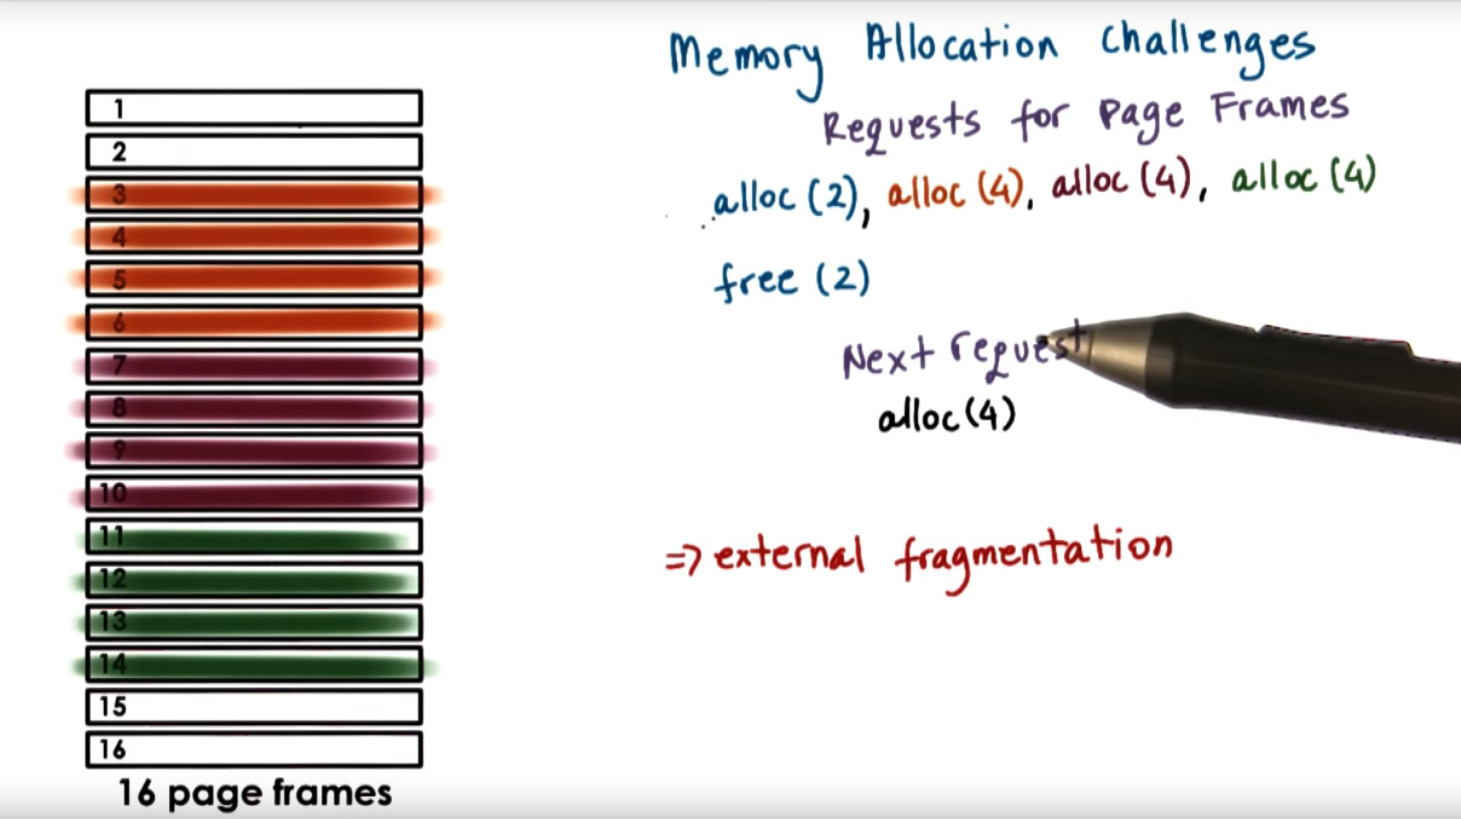 Memory Allocation Challenges
Requests for Page Frames
alloc (2), alloc (4), alloc (4), alloc (4)
free (2)
Next request
alloc (4)
=> external fragmentation
1
2
3
4
5
6
7
8
9
10
11
12
13
14
15
16
16 page frames